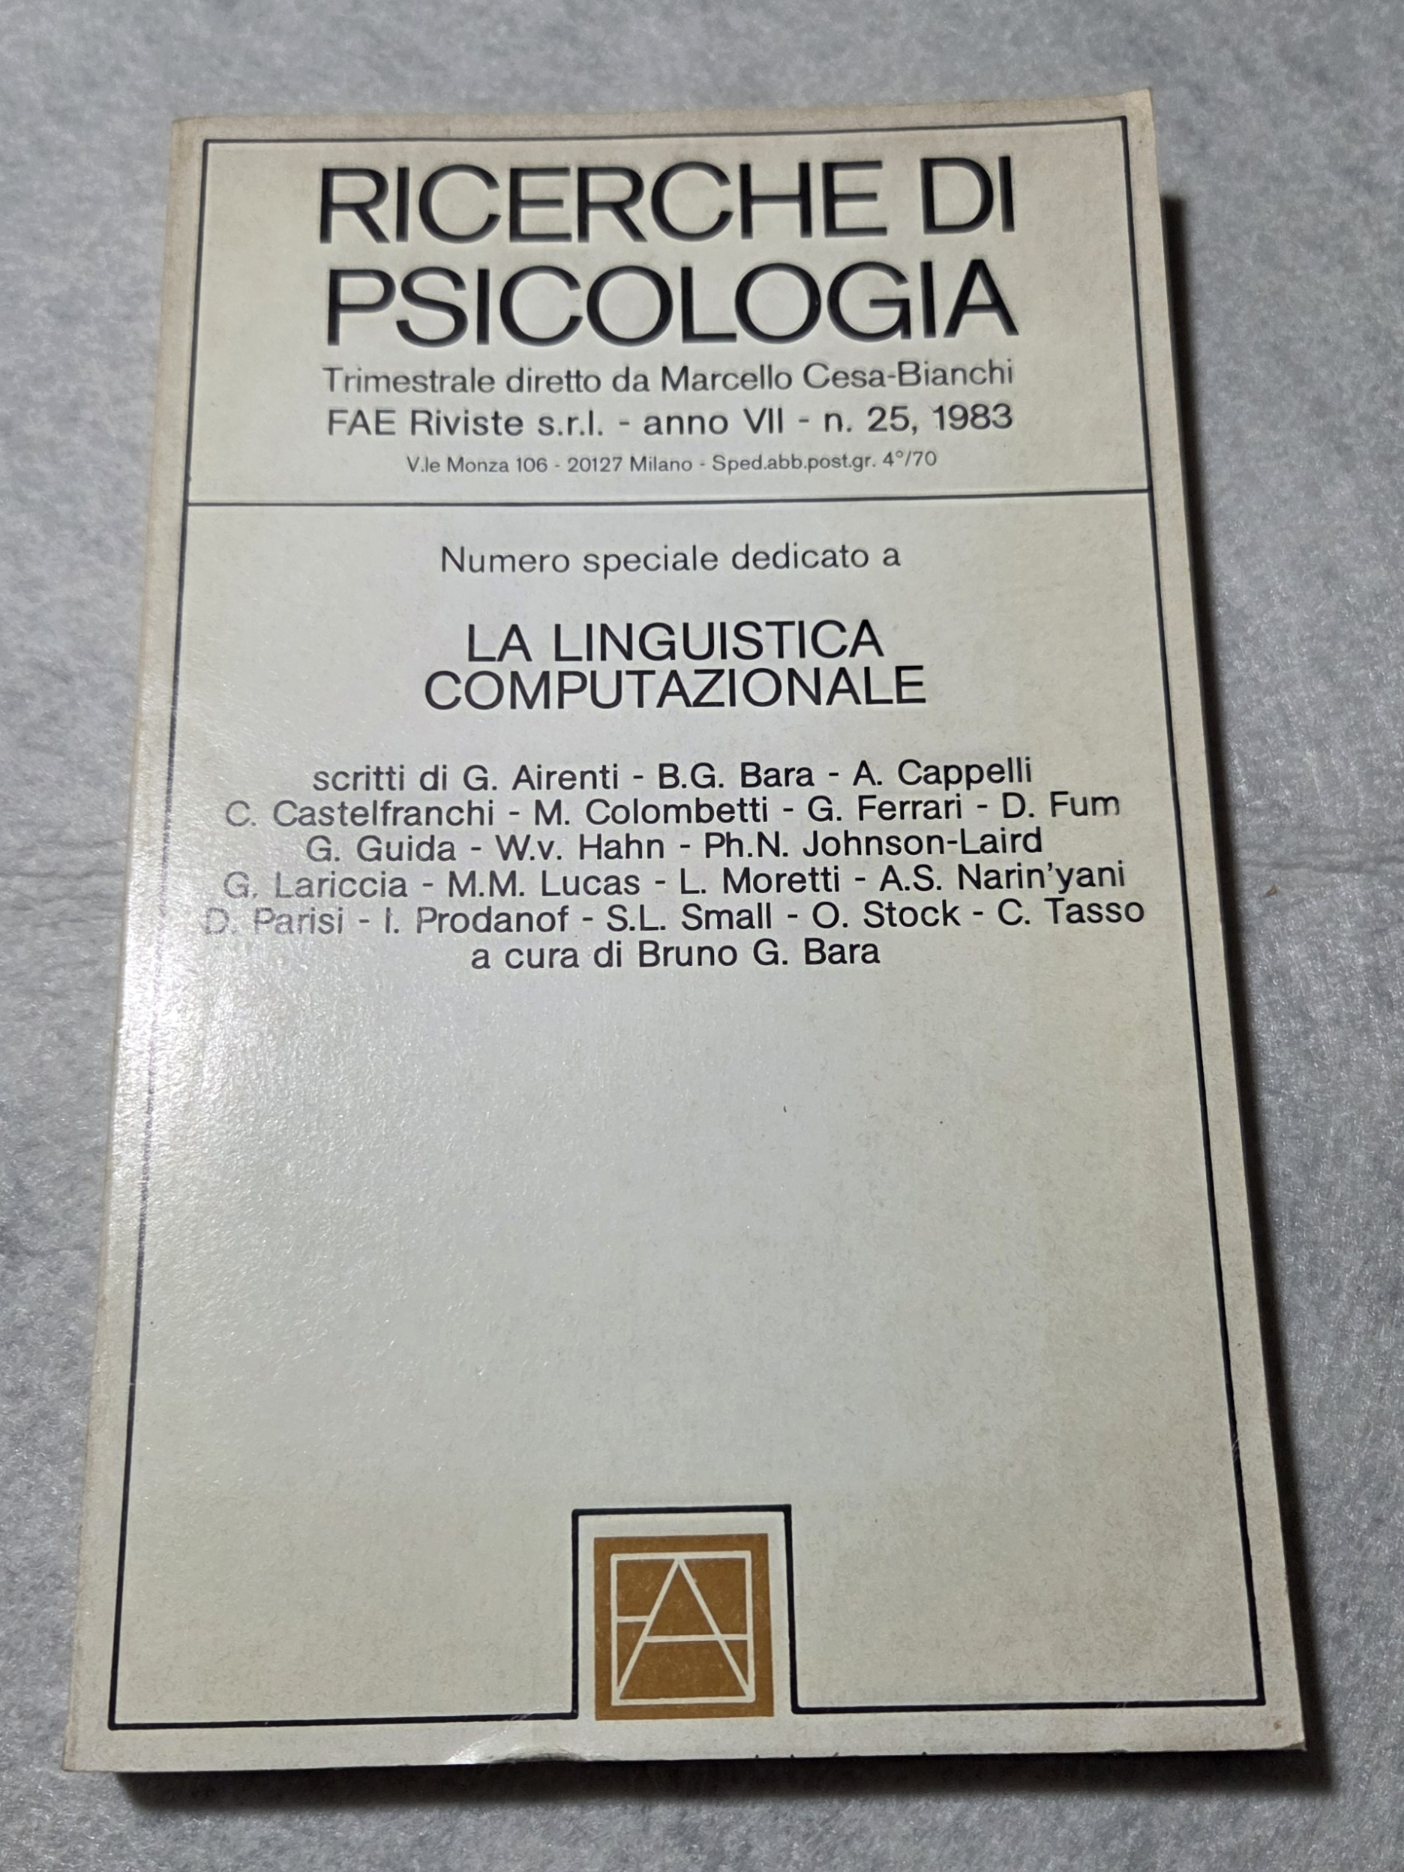 RICERCHE DI
PSICOLOGIA
Trimestrale diretto da Marcello Cesa-Bianchi
FAE Riviste s.r.l. - anno VII - n. 25, 1983
V.le Monza 106 - 20127 Milano - Sped.abb.post.gr. 4°/70
Numero speciale dedicato a
LA LINGUISTICA
COMPUTAZIONALE
scritti di G. Airenti - B.G. Bara - A. Cappelli
C. Castelfranchi - M. Colombetti - G. Ferrari - D. Fum
G. Guida - W.v. Hahn - Ph.N. Johnson-Laird
G. Lariccia - M.M. Lucas - L. Moretti - A.S. Narin'yani
D. Parisi - I. Prodanof - S.L. Small - O. Stock - C. Tasso
a cura di Bruno G. Bara